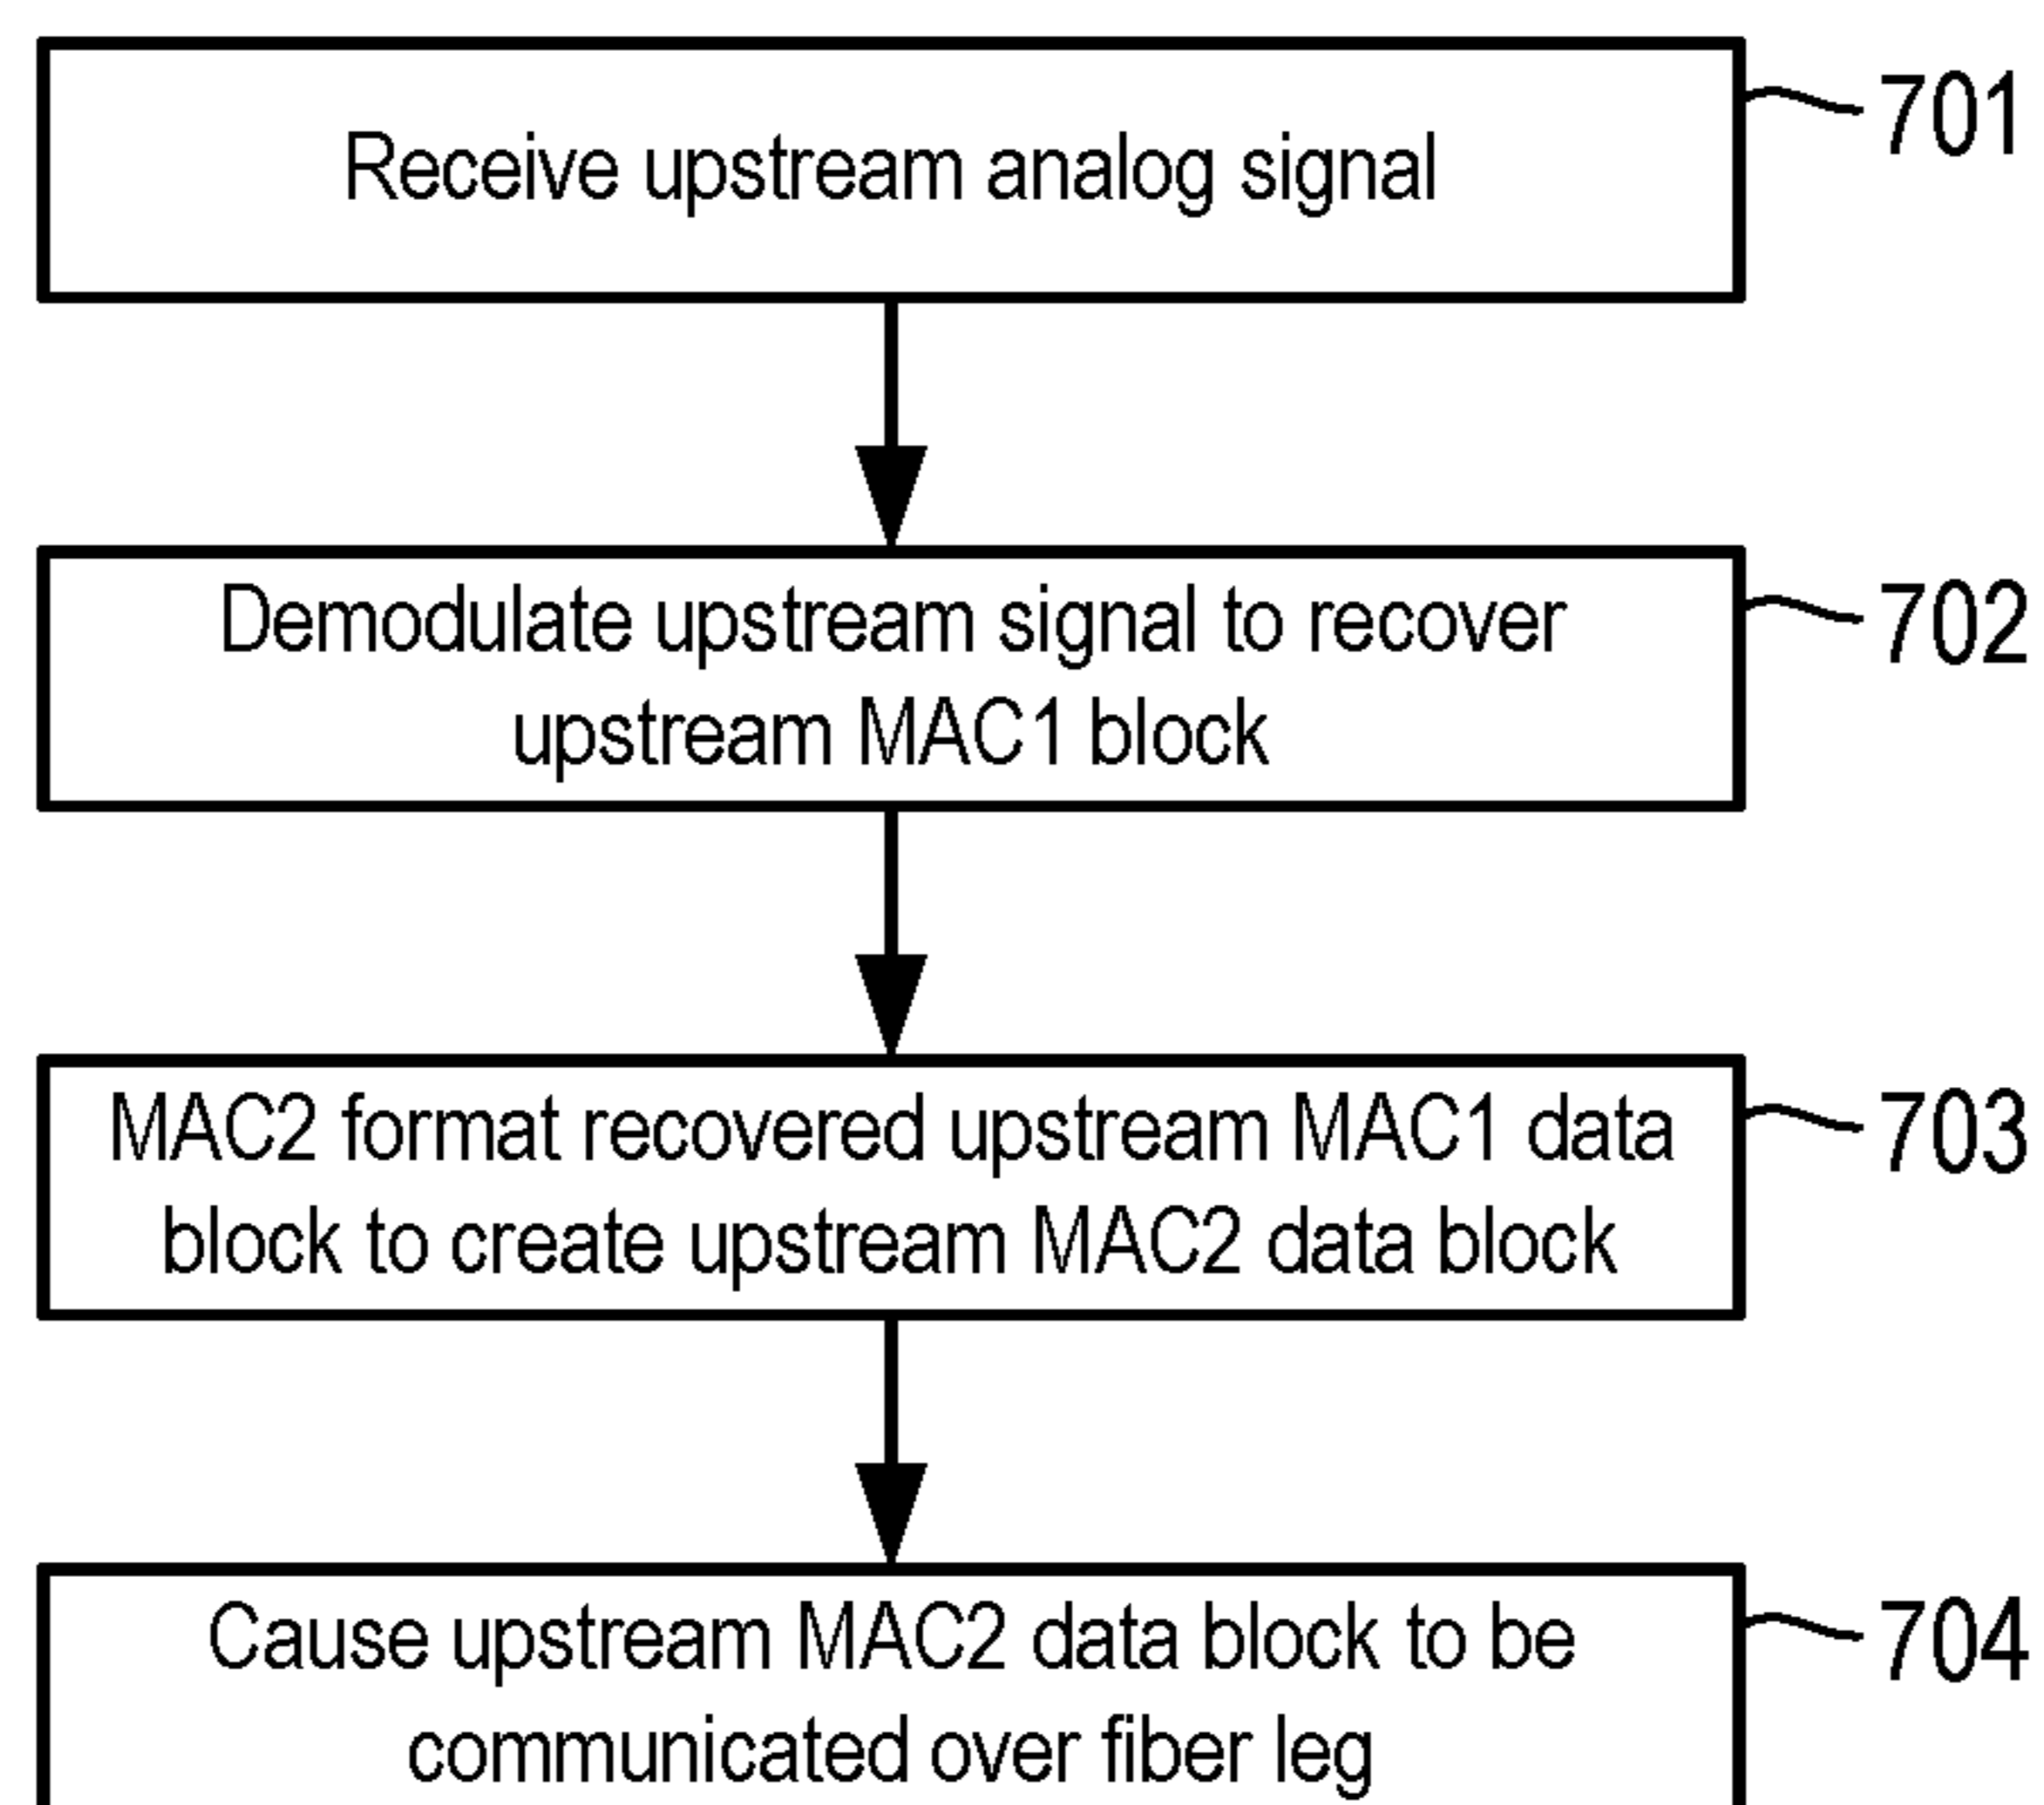 Receive upstream analog signal
701
Demodulate upstream signal to recover
upstream MAC1 block
702
MAC2 format recovered upstream MAC1 data
block to create upstream MAC2 data block
703
Cause upstream MAC2 data block to be
communicated over fiber leg
704